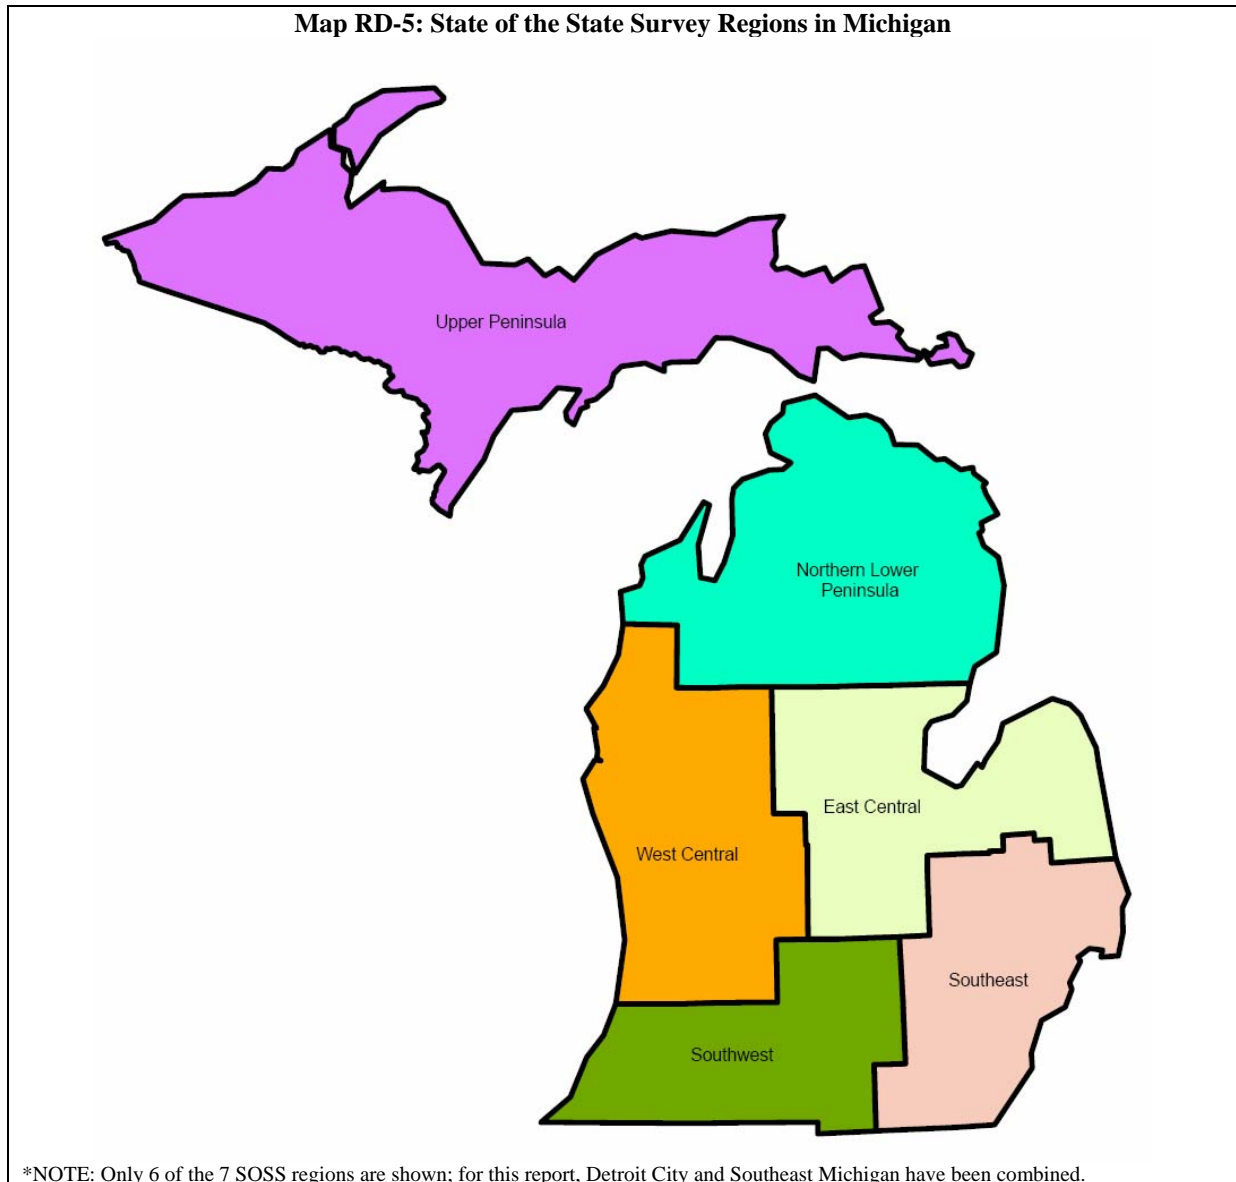 Map RD-5: State of the State Survey Regions in Michigan
Upper Peninsula
Northern Lower
Peninsula
East Central
West Central
Southeast
Southwest
*NOTE: Only 6 of the 7 SOSS regions are shown; for this report, Detroit City and Southeast Michigan have been combined.